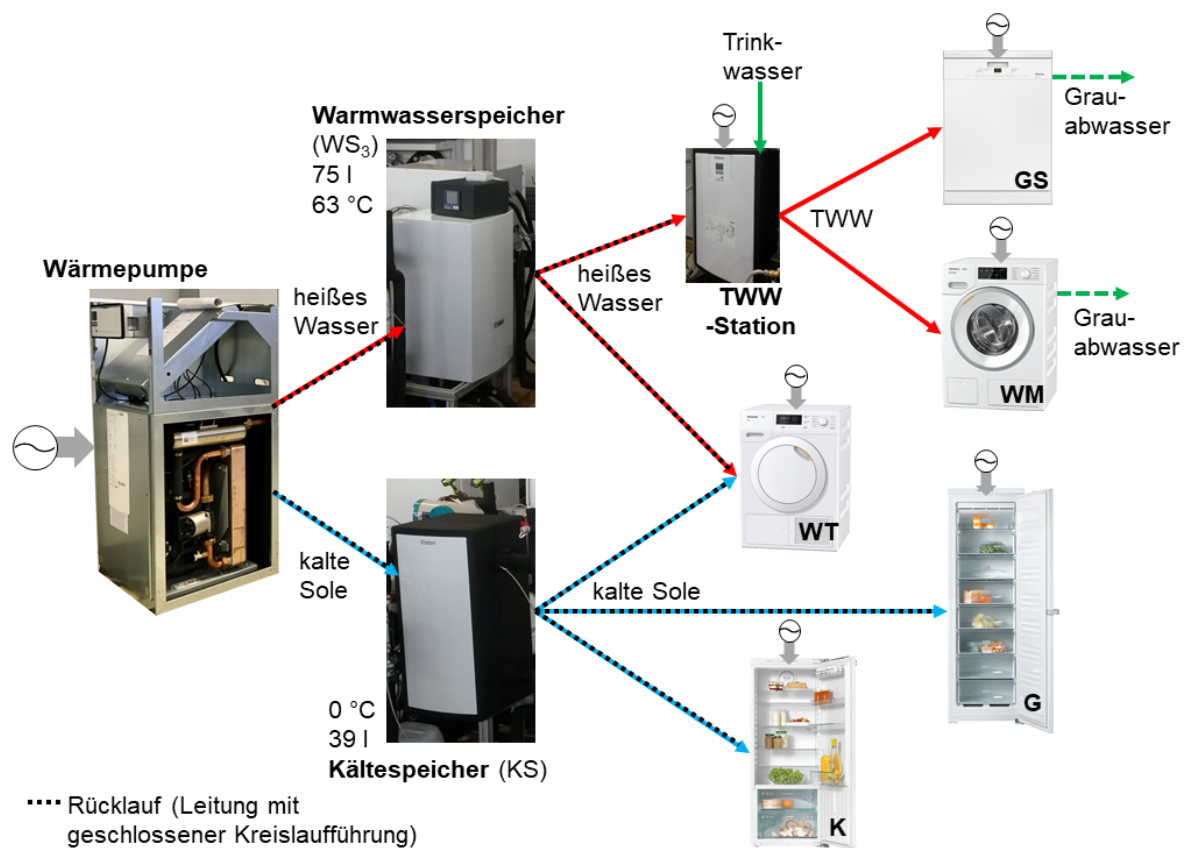 Trink-
wasser
Grau-
abwasser
GS
Warmwasserspeicher
(WS₃)
75 l
63 °C
TWW
Wärmepumpe
heißes
Wasser
heißes
Wasser
TWW
-Station
Grau-
abwasser
WM
WT
kalte
Sole
kalte Sole
G
0 °C
39 l
Kältespeicher (KS)
K
Rücklauf (Leitung mit
geschlossener Kreislaufführung)